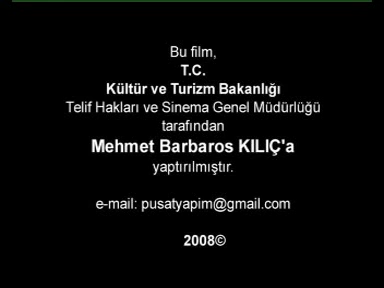 Bu film,
T.C.
Kültür ve Turizm Bakanlığı
Telif Hakları ve Sinema Genel Müdürlüğü
tarafından
Mehmet Barbaros KILIÇ'a
yaptırılmıştır.
e-mail: pusatyapim@gmail.com
2008©